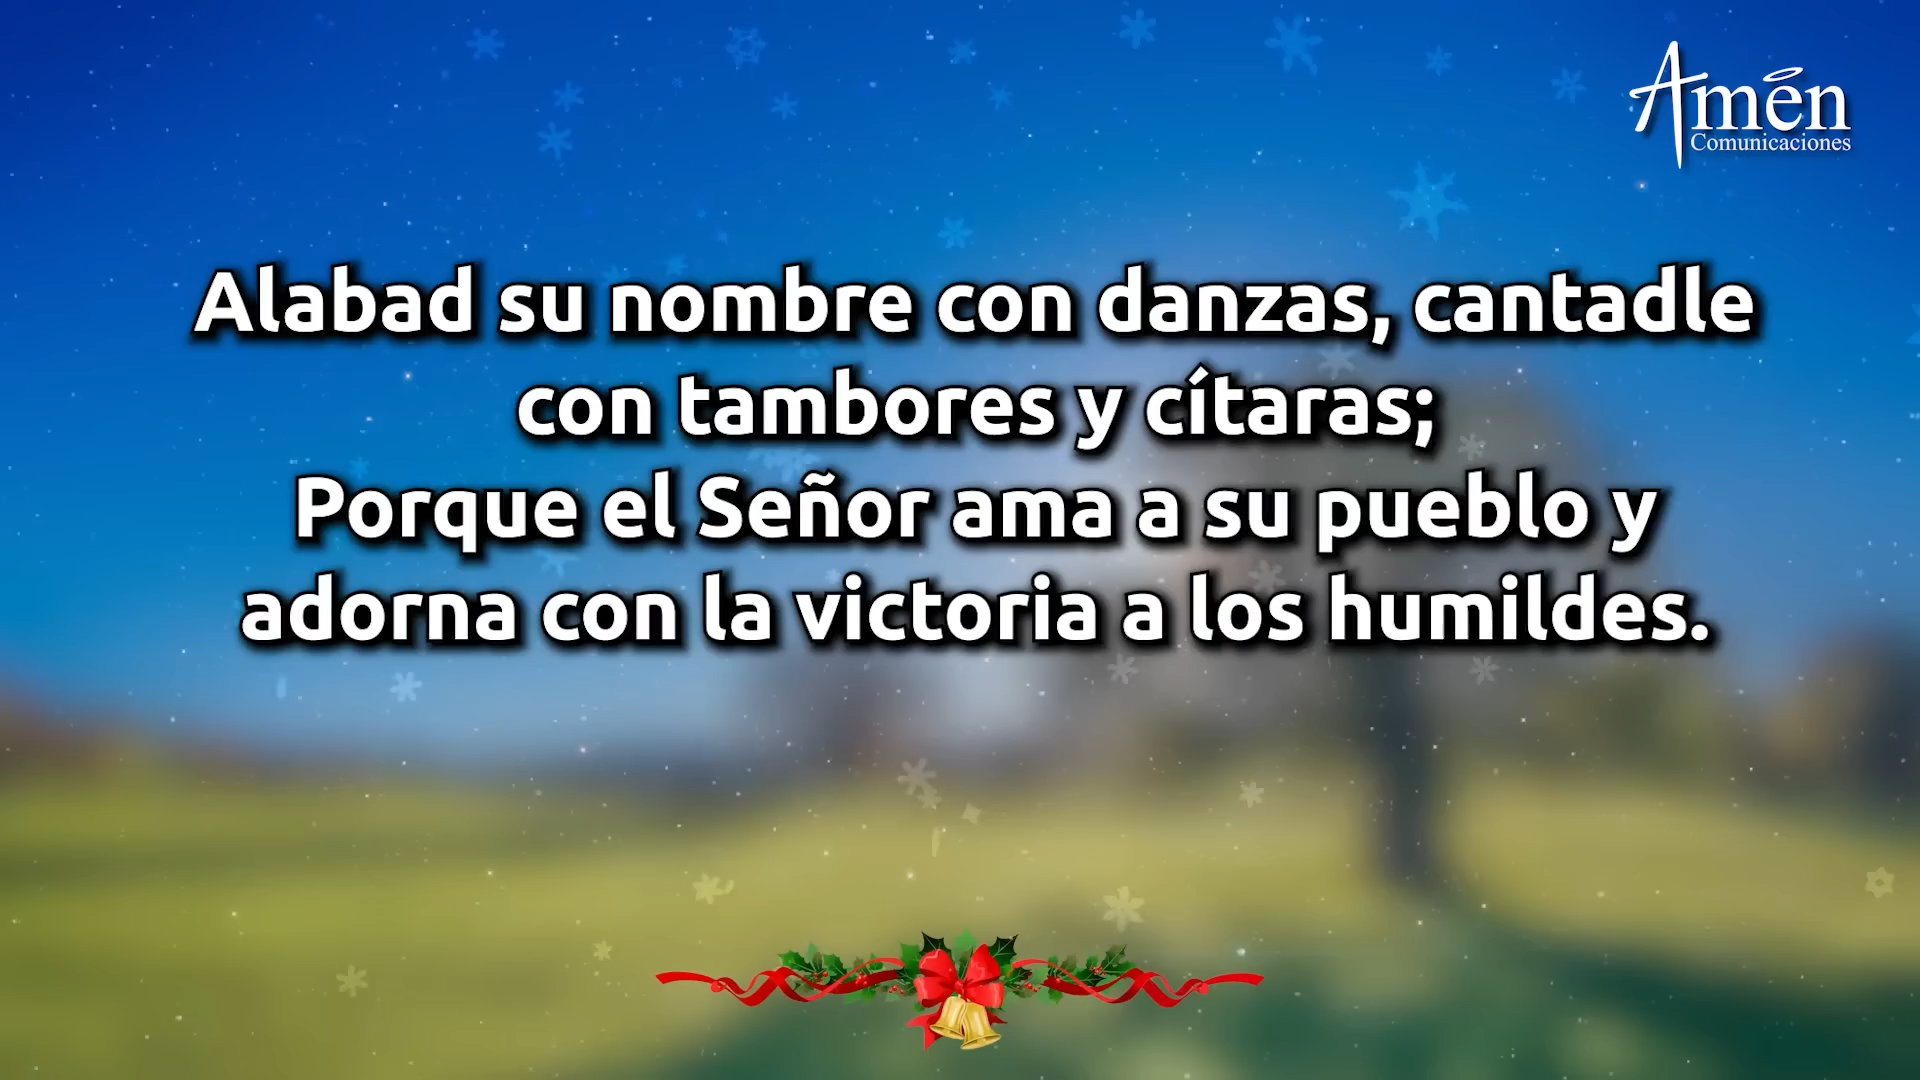 Amén
Comunicaciones
Alabad su nombre con danzas, cantadle
con tambores y cítaras;
Porque el Señor ama a su pueblo y
adorna con la victoria a los humildes.